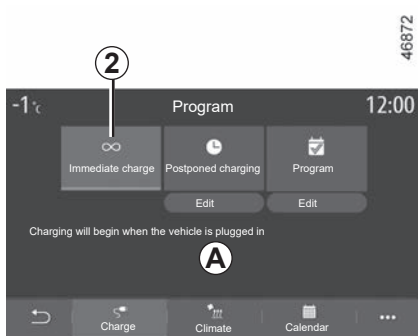 46872
2
-1°c Program 12:00
Immediate charge Postponed charging Program
Edit Edit
Charging will begin when the vehicle is plugged in
A
Charge Climate Calendar